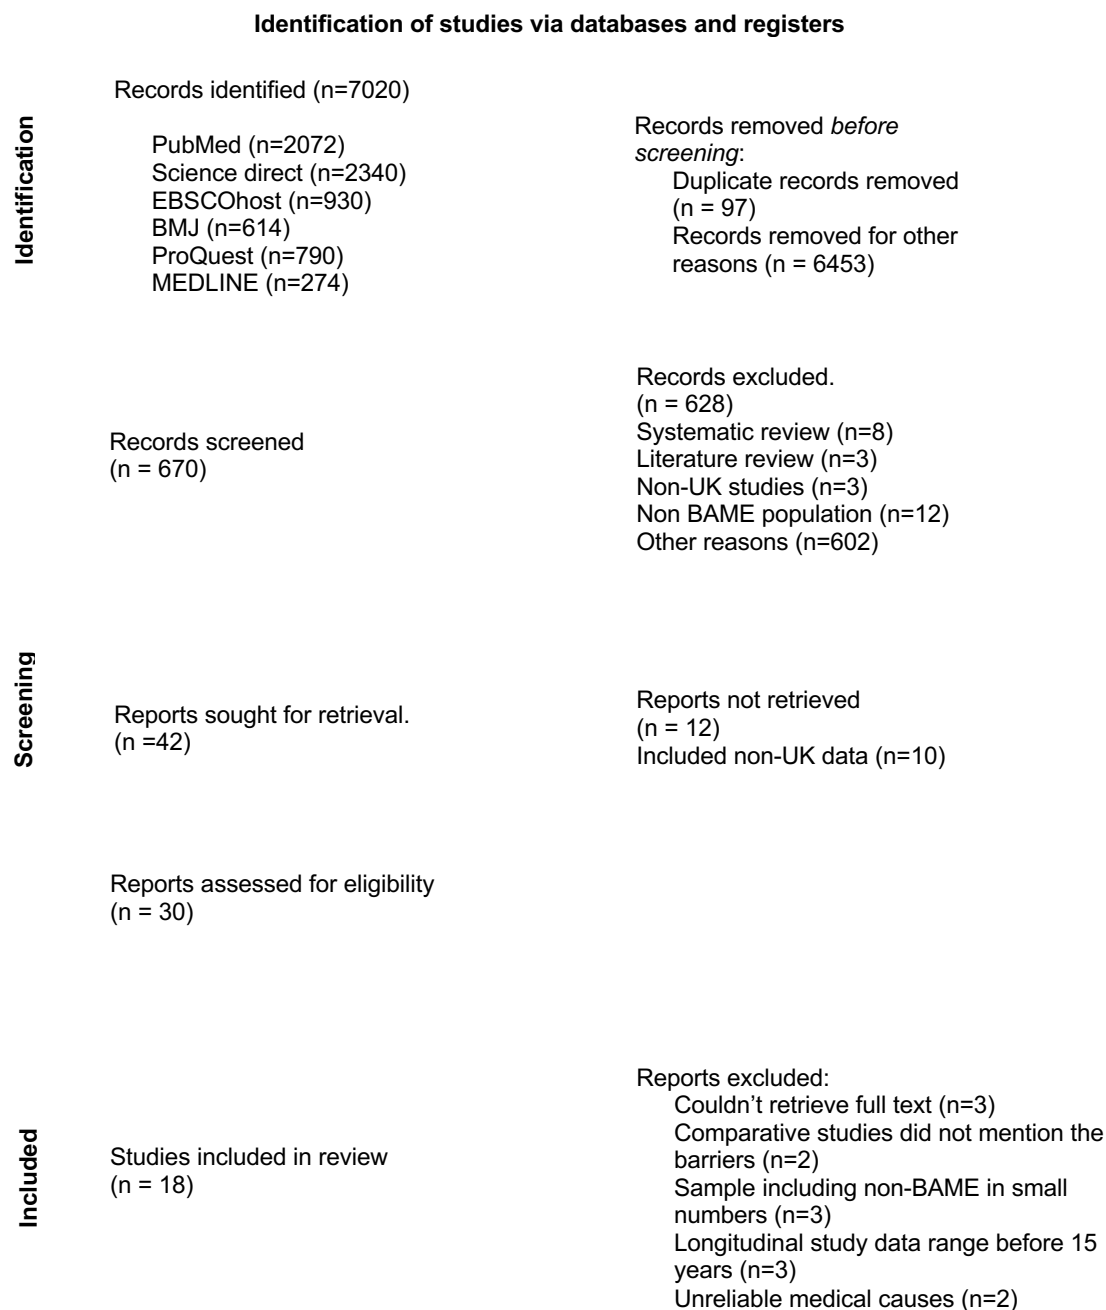 Identification of studies via databases and registers
Identification
Records identified (n=7020)
PubMed (n=2072)
Science direct (n=2340)
EBSCOhost (n=930)
BMJ (n=614)
ProQuest (n=790)
MEDLINE (n=274)
Records removed before
screening:
Duplicate records removed
(n = 97)
Records removed for other
reasons (n = 6453)
Screening
Records screened
(n = 670)
Records excluded.
(n = 628)
Systematic review (n=8)
Literature review (n=3)
Non-UK studies (n=3)
Non BAME population (n=12)
Other reasons (n=602)
Reports sought for retrieval.
(n =42)
Reports not retrieved
(n = 12)
Included non-UK data (n=10)
Reports assessed for eligibility
(n = 30)
Included
Studies included in review
(n = 18)
Reports excluded:
Couldn’t retrieve full text (n=3)
Comparative studies did not mention the
barriers (n=2)
Sample including non-BAME in small
numbers (n=3)
Longitudinal study data range before 15
years (n=3)
Unreliable medical causes (n=2)